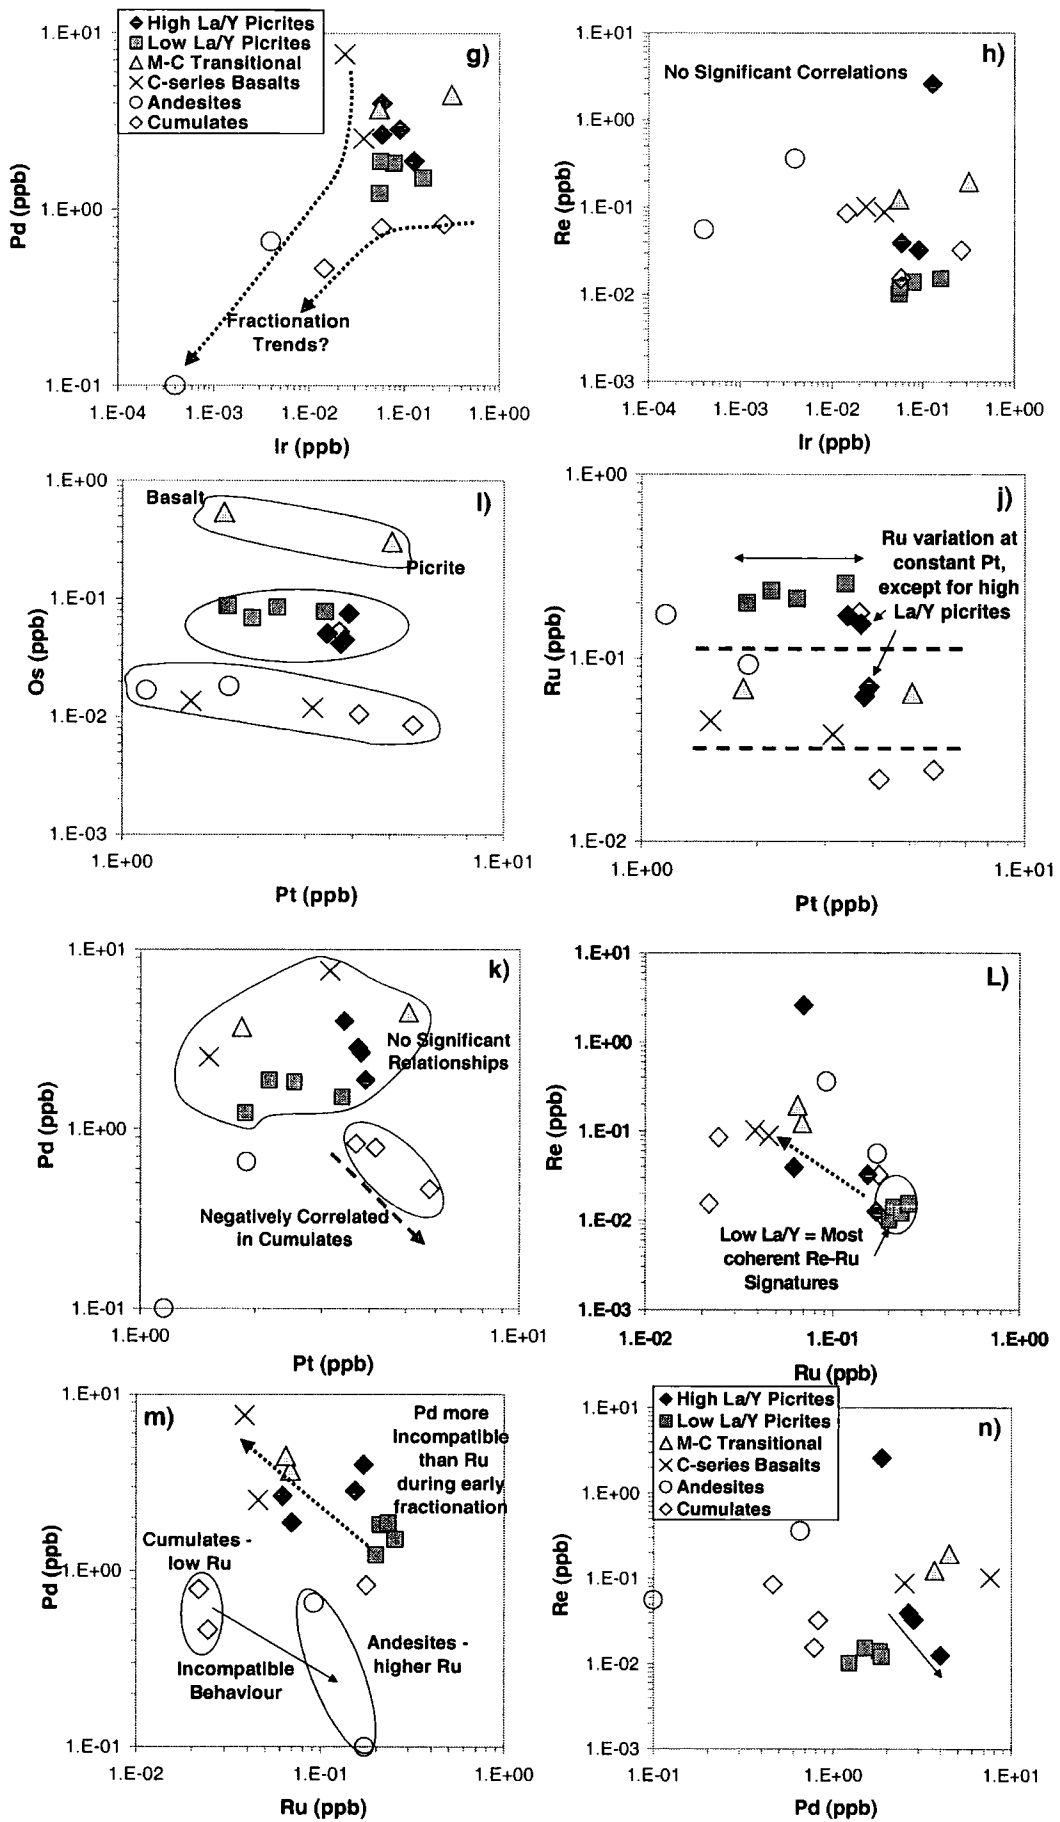 High La/Y Picrites
Low La/Y Picrites
M-C Transitional
C-series Basalts
Andesites
Cumulates
g)
1.E+01
1.E+00
1.E-01
Pd (ppb)
Fractionation
Trends?
1.E-04 1.E-03 1.E-02 1.E-01 1.E+00
Ir (ppb)
h)
No Significant Correlations
1.E+01
1.E+00
1.E-01
1.E-02
1.E-03
Re (ppb)
1.E-04 1.E-03 1.E-02 1.E-01 1.E+00
Ir (ppb)
I)
1.E+00
1.E-01
1.E-02
1.E-03
Os (ppb)
Basalt
Picrite
1.E+00 1.E+01
Pt (ppb)
j)
1.E+00
1.E-01
1.E-02
Ru (ppb)
Ru variation at
constant Pt,
except for high
La/Y picrites
1.E+00 1.E+01
Pt (ppb)
k)
1.E+01
1.E+00
1.E-01
Pd (ppb)
No Significant
Relationships
Negatively Correlated
in Cumulates
1.E+00 1.E+01
Pt (ppb)
L)
1.E+01
1.E+00
1.E-01
1.E-02
1.E-03
Re (ppb)
Low La/Y = Most
coherent Re-Ru
Signatures
1.E-02 1.E-01 1.E+00
Ru (ppb)
m)
1.E+01
1.E+00
1.E-01
Pd (ppb)
Pd more
Incompatible
than Ru
during early
fractionation
Cumulates -
low Ru
Incompatible
Behaviour
Andesites -
higher Ru
1.E-02 1.E-01 1.E+00
Ru (ppb)
High La/Y Picrites
Low La/Y Picrites
M-C Transitional
C-series Basalts
Andesites
Cumulates
n)
1.E+01
1.E+00
1.E-01
1.E-02
1.E-03
Re (ppb)
1.E-01 1.E+00 1.E+01
Pd (ppb)